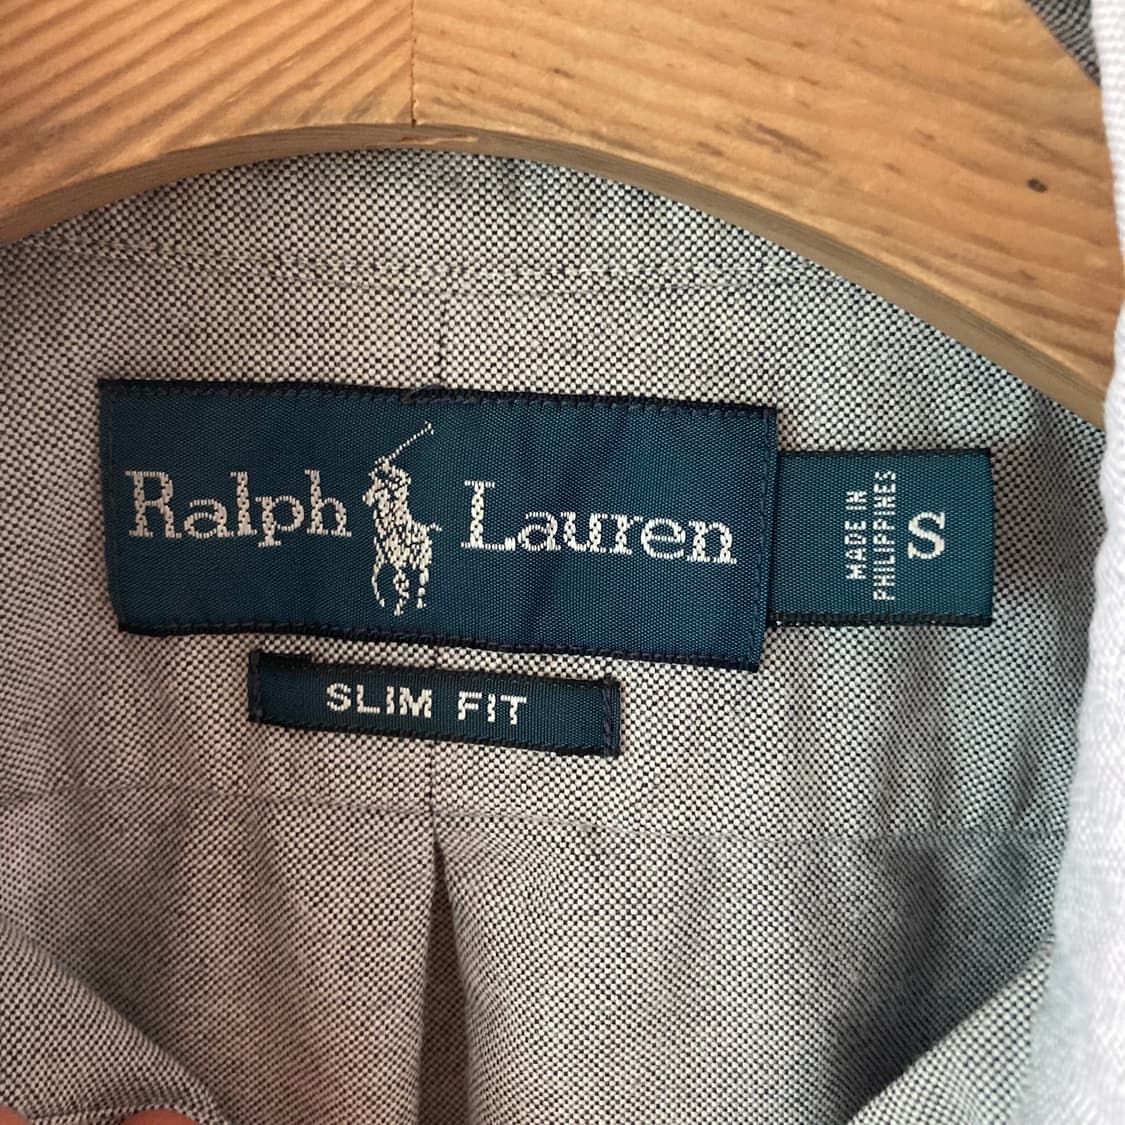 Ralph Lauren
MADE IN
PHILIPPINES
S
SLIM FIT